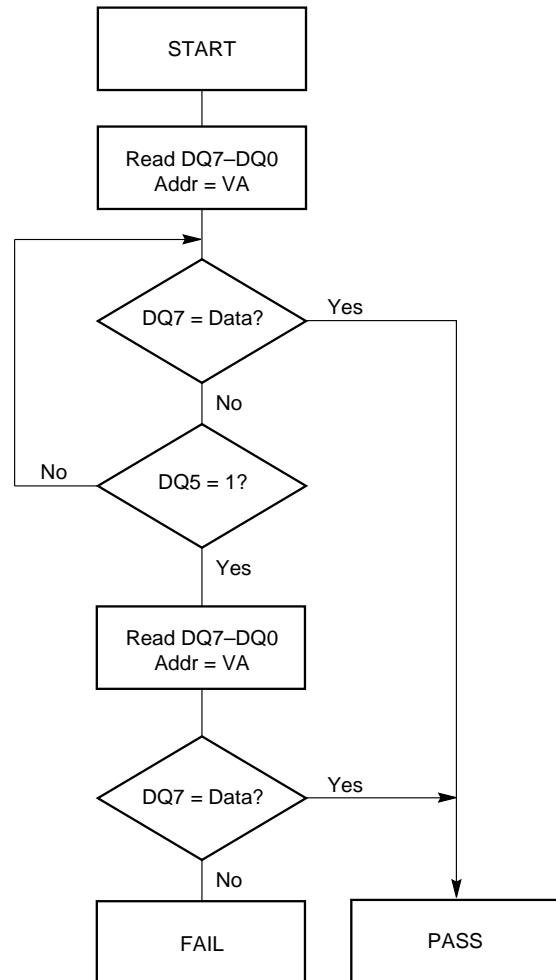 START
Read DQ7–DQ0
Addr = VA
DQ7 = Data?
Yes
No
No
DQ5 = 1?
Yes
Read DQ7–DQ0
Addr = VA
DQ7 = Data?
Yes
No
FAIL
PASS